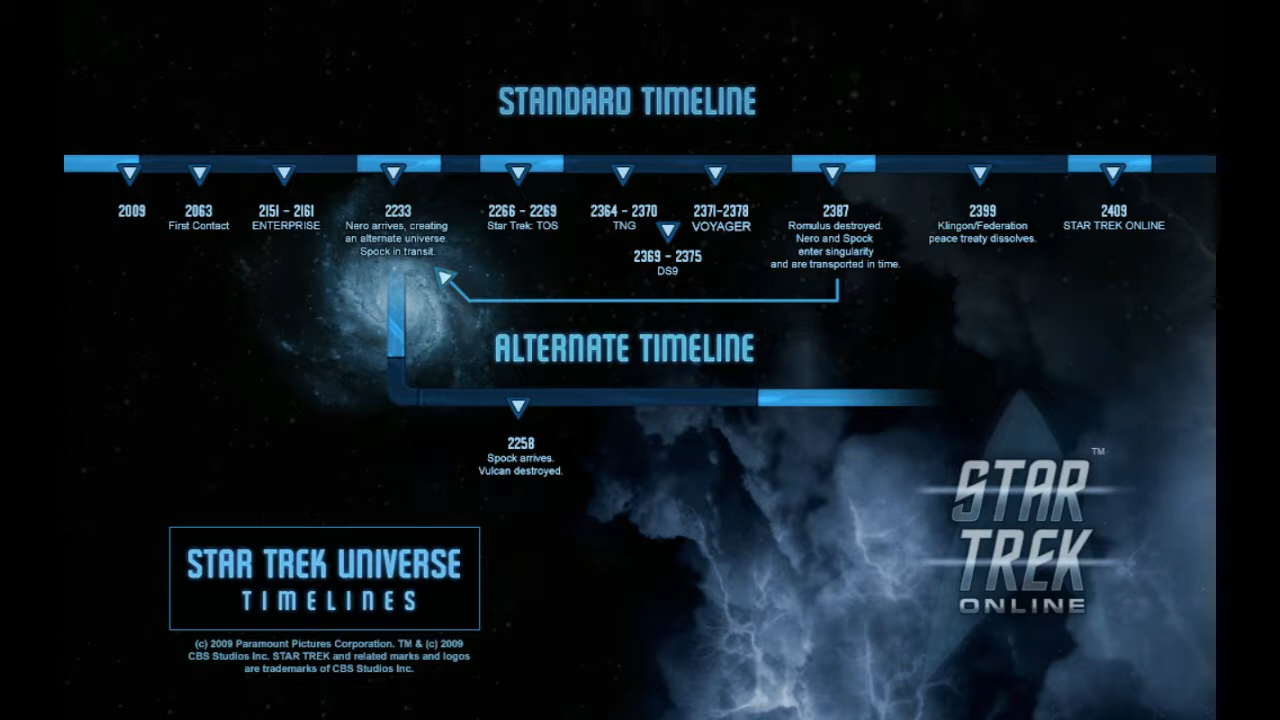 STANDARD TIMELINE
2009
2063
First Contact
2151 - 2161
ENTERPRISE
2233
Nero arrives, creating
an alternate universe.
Spock in transit.
2266 - 2269
Star Trek: TOS
2364 - 2370
TNG
2369 - 2375
DS9
2371-2378
VOYAGER
2387
Romulus destroyed.
Nero and Spock
enter singularity
and are transported in time.
2399
Klingon/Federation
peace treaty dissolves.
2409
STAR TREK ONLINE
ALTERNATE TIMELINE
2258
Spock arrives.
Vulcan destroyed.
STAR
TREK
ONLINE
TM
STAR TREK UNIVERSE
TIMELINES
(c) 2009 Paramount Pictures Corporation. TM & (c) 2009
CBS Studios Inc. STAR TREK and related marks and logos
are trademarks of CBS Studios Inc.